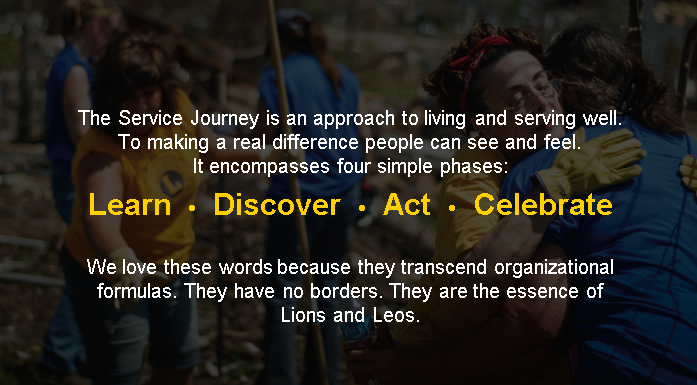 The Service Journey is an approach to living and serving well.
To making a real difference people can see and feel.
It encompasses four simple phases:
Learn • Discover • Act • Celebrate
We love these words because they transcend organizational
formulas. They have no borders. They are the essence of
Lions and Leos.